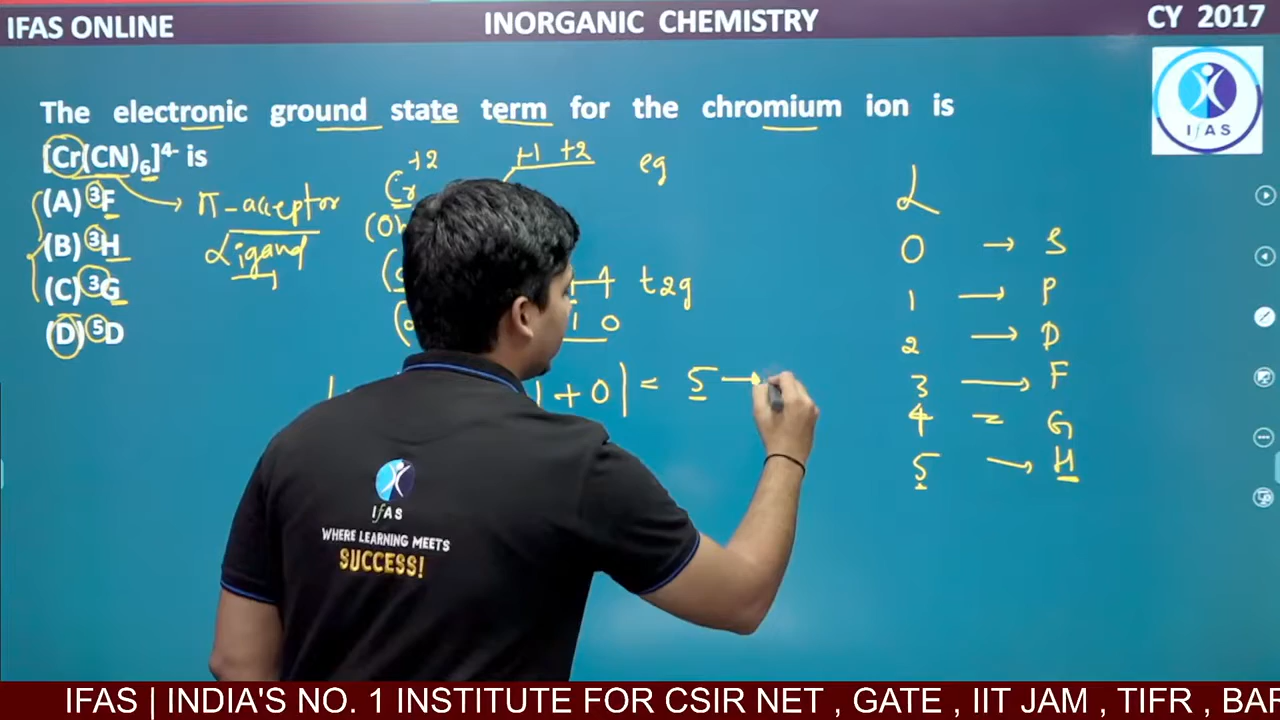 IFAS ONLINE INORGANIC CHEMISTRY CY 2017
The electronic ground state term for the chromium ion is
[Cr(CN)6]4- is
IFAS
+2 +1 +2 eg
Cr
(A) 3F π-acceptor
(B) 3H Ligand
(C) 3G t2g
(D) 5D 1 0
1 + 0| = 5 →
L
0 → S
1 → P
2 → D
3 → F
4 = G
5 → H
IFAS
WHERE LEARNING MEETS
SUCCESS!
IFAS | INDIA'S NO. 1 INSTITUTE FOR CSIR NET , GATE , IIT JAM , TIFR , BAR